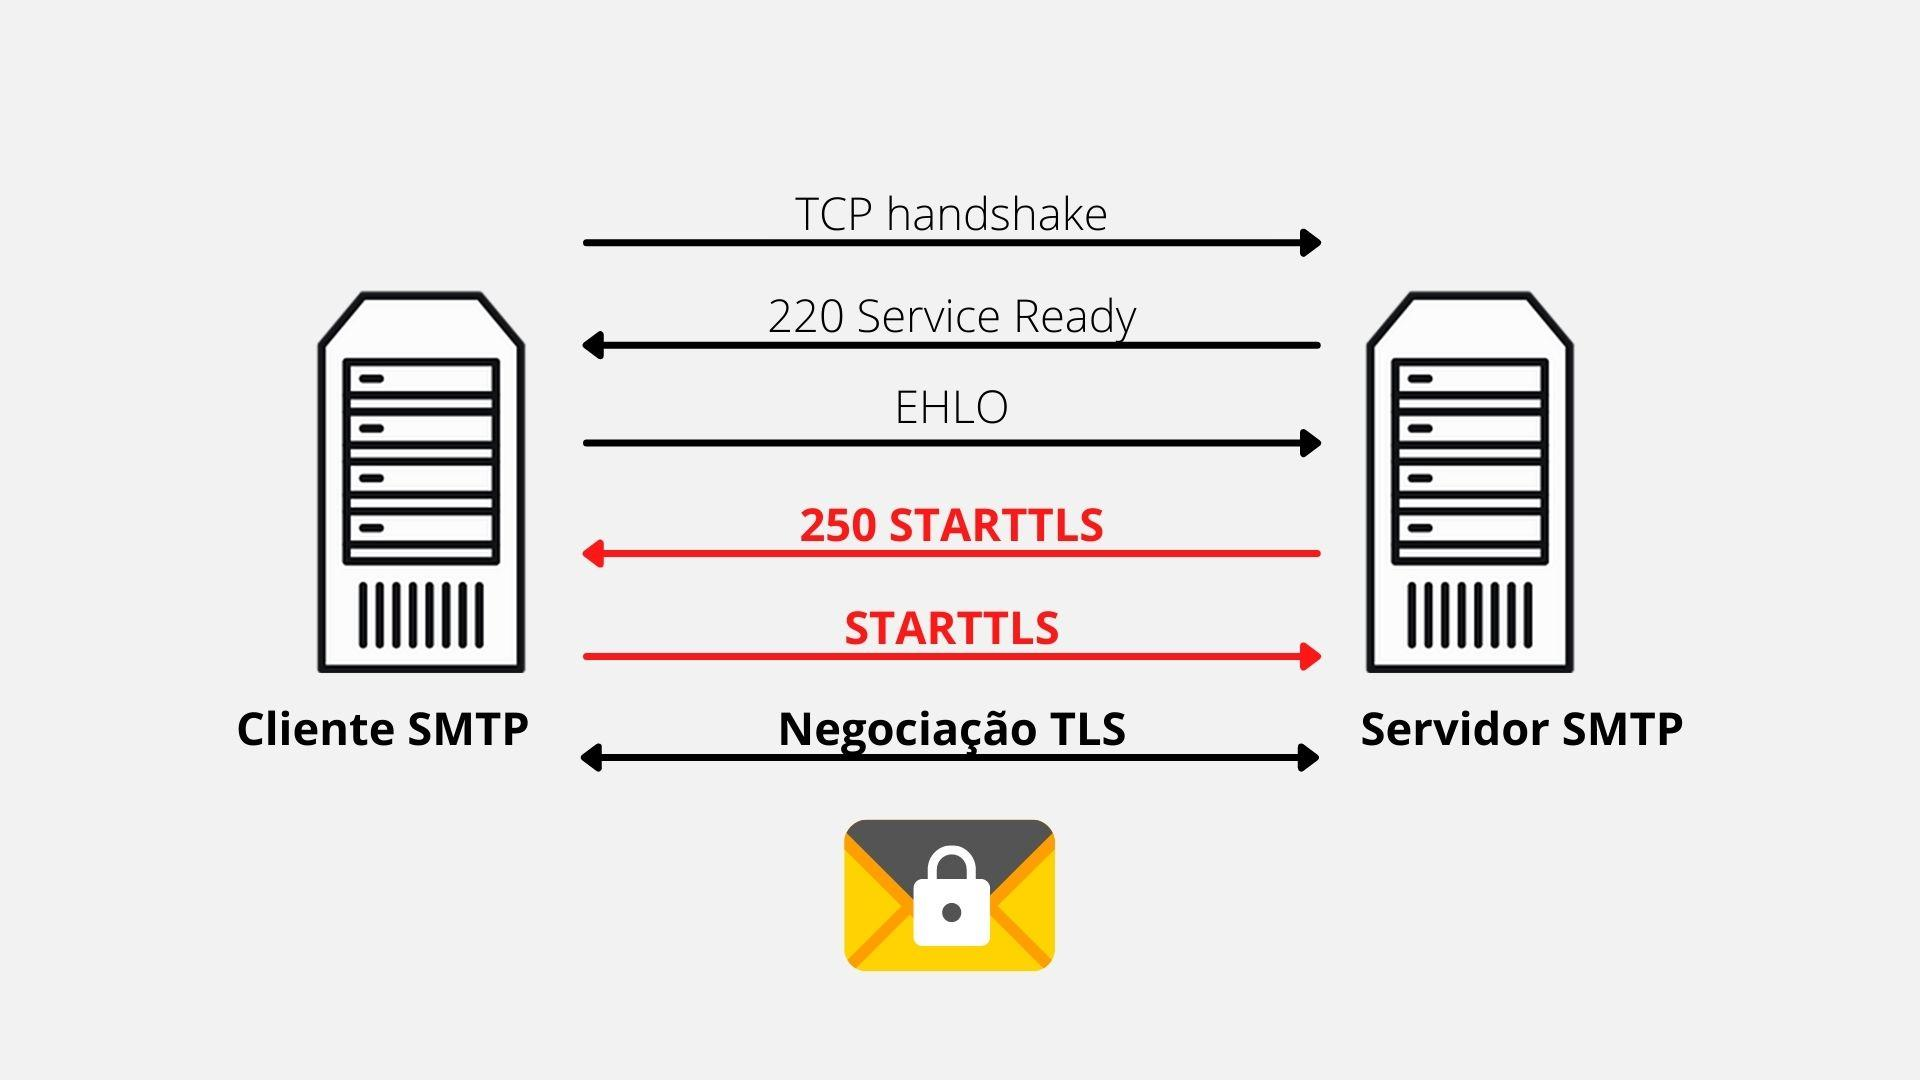 TCP handshake
220 Service Ready
EHLO
250 STARTTLS
STARTTLS
Cliente SMTP
Negociação TLS
Servidor SMTP